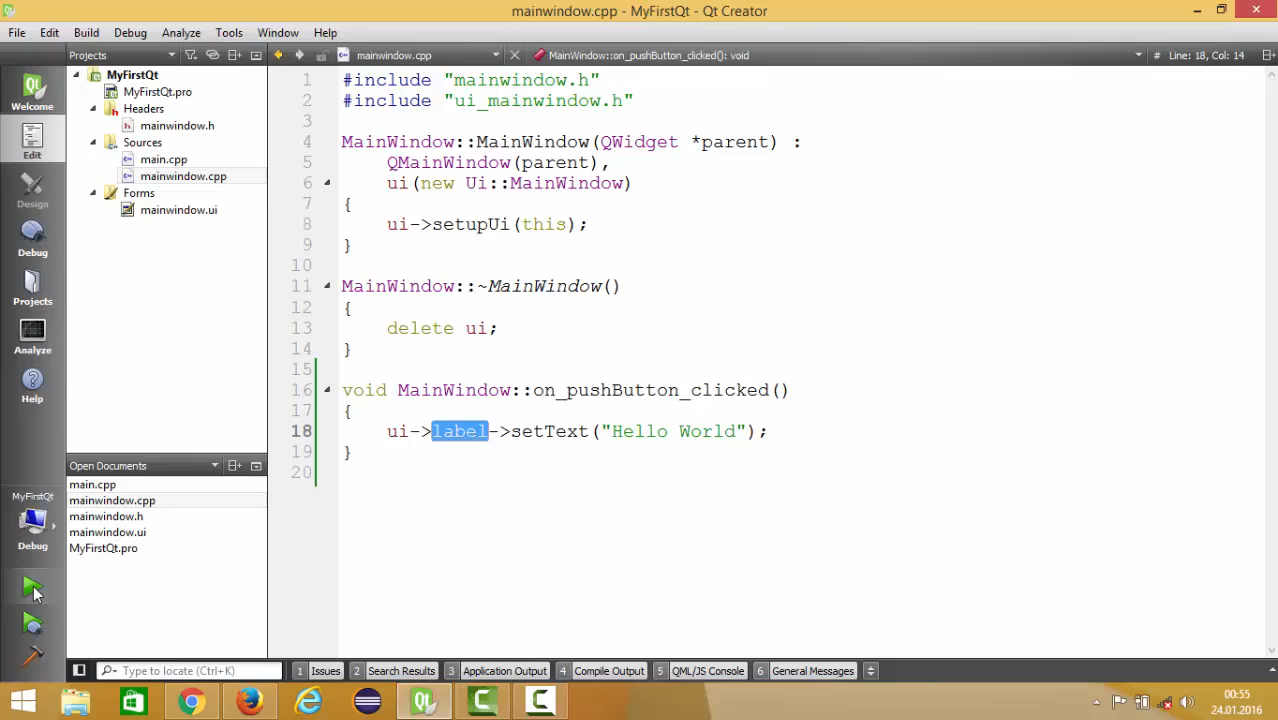 mainwindow.cpp - MyFirstQt - Qt Creator
File Edit Build Debug Analyze Tools Window Help
Projects mainwindow.cpp MainWindow::on_pushButton_clicked(): void # Line: 18, Col: 14
Welcome
Edit
Design
Debug
Projects
Analyze
Help
MyFirstQt
Debug
MyFirstQt
MyFirstQt.pro
Headers
mainwindow.h
Sources
main.cpp
mainwindow.cpp
Forms
mainwindow.ui
Open Documents
main.cpp
mainwindow.cpp
mainwindow.h
mainwindow.ui
MyFirstQt.pro
1 #include "mainwindow.h"
2 #include "ui_mainwindow.h"
3
4 MainWindow::MainWindow(QWidget *parent) :
5 QMainWindow(parent),
6 ui(new Ui::MainWindow)
7 {
8 ui->setupUi(this);
9 }
10
11 MainWindow::~MainWindow()
12 {
13 delete ui;
14 }
15
16 void MainWindow::on_pushButton_clicked()
17 {
18 ui->label->setText("Hello World");
19 }
20
Type to locate (Ctrl+K) 1 Issues 2 Search Results 3 Application Output 4 Compile Output 5 QML/JS Console 6 General Messages
00:55
24.01.2016